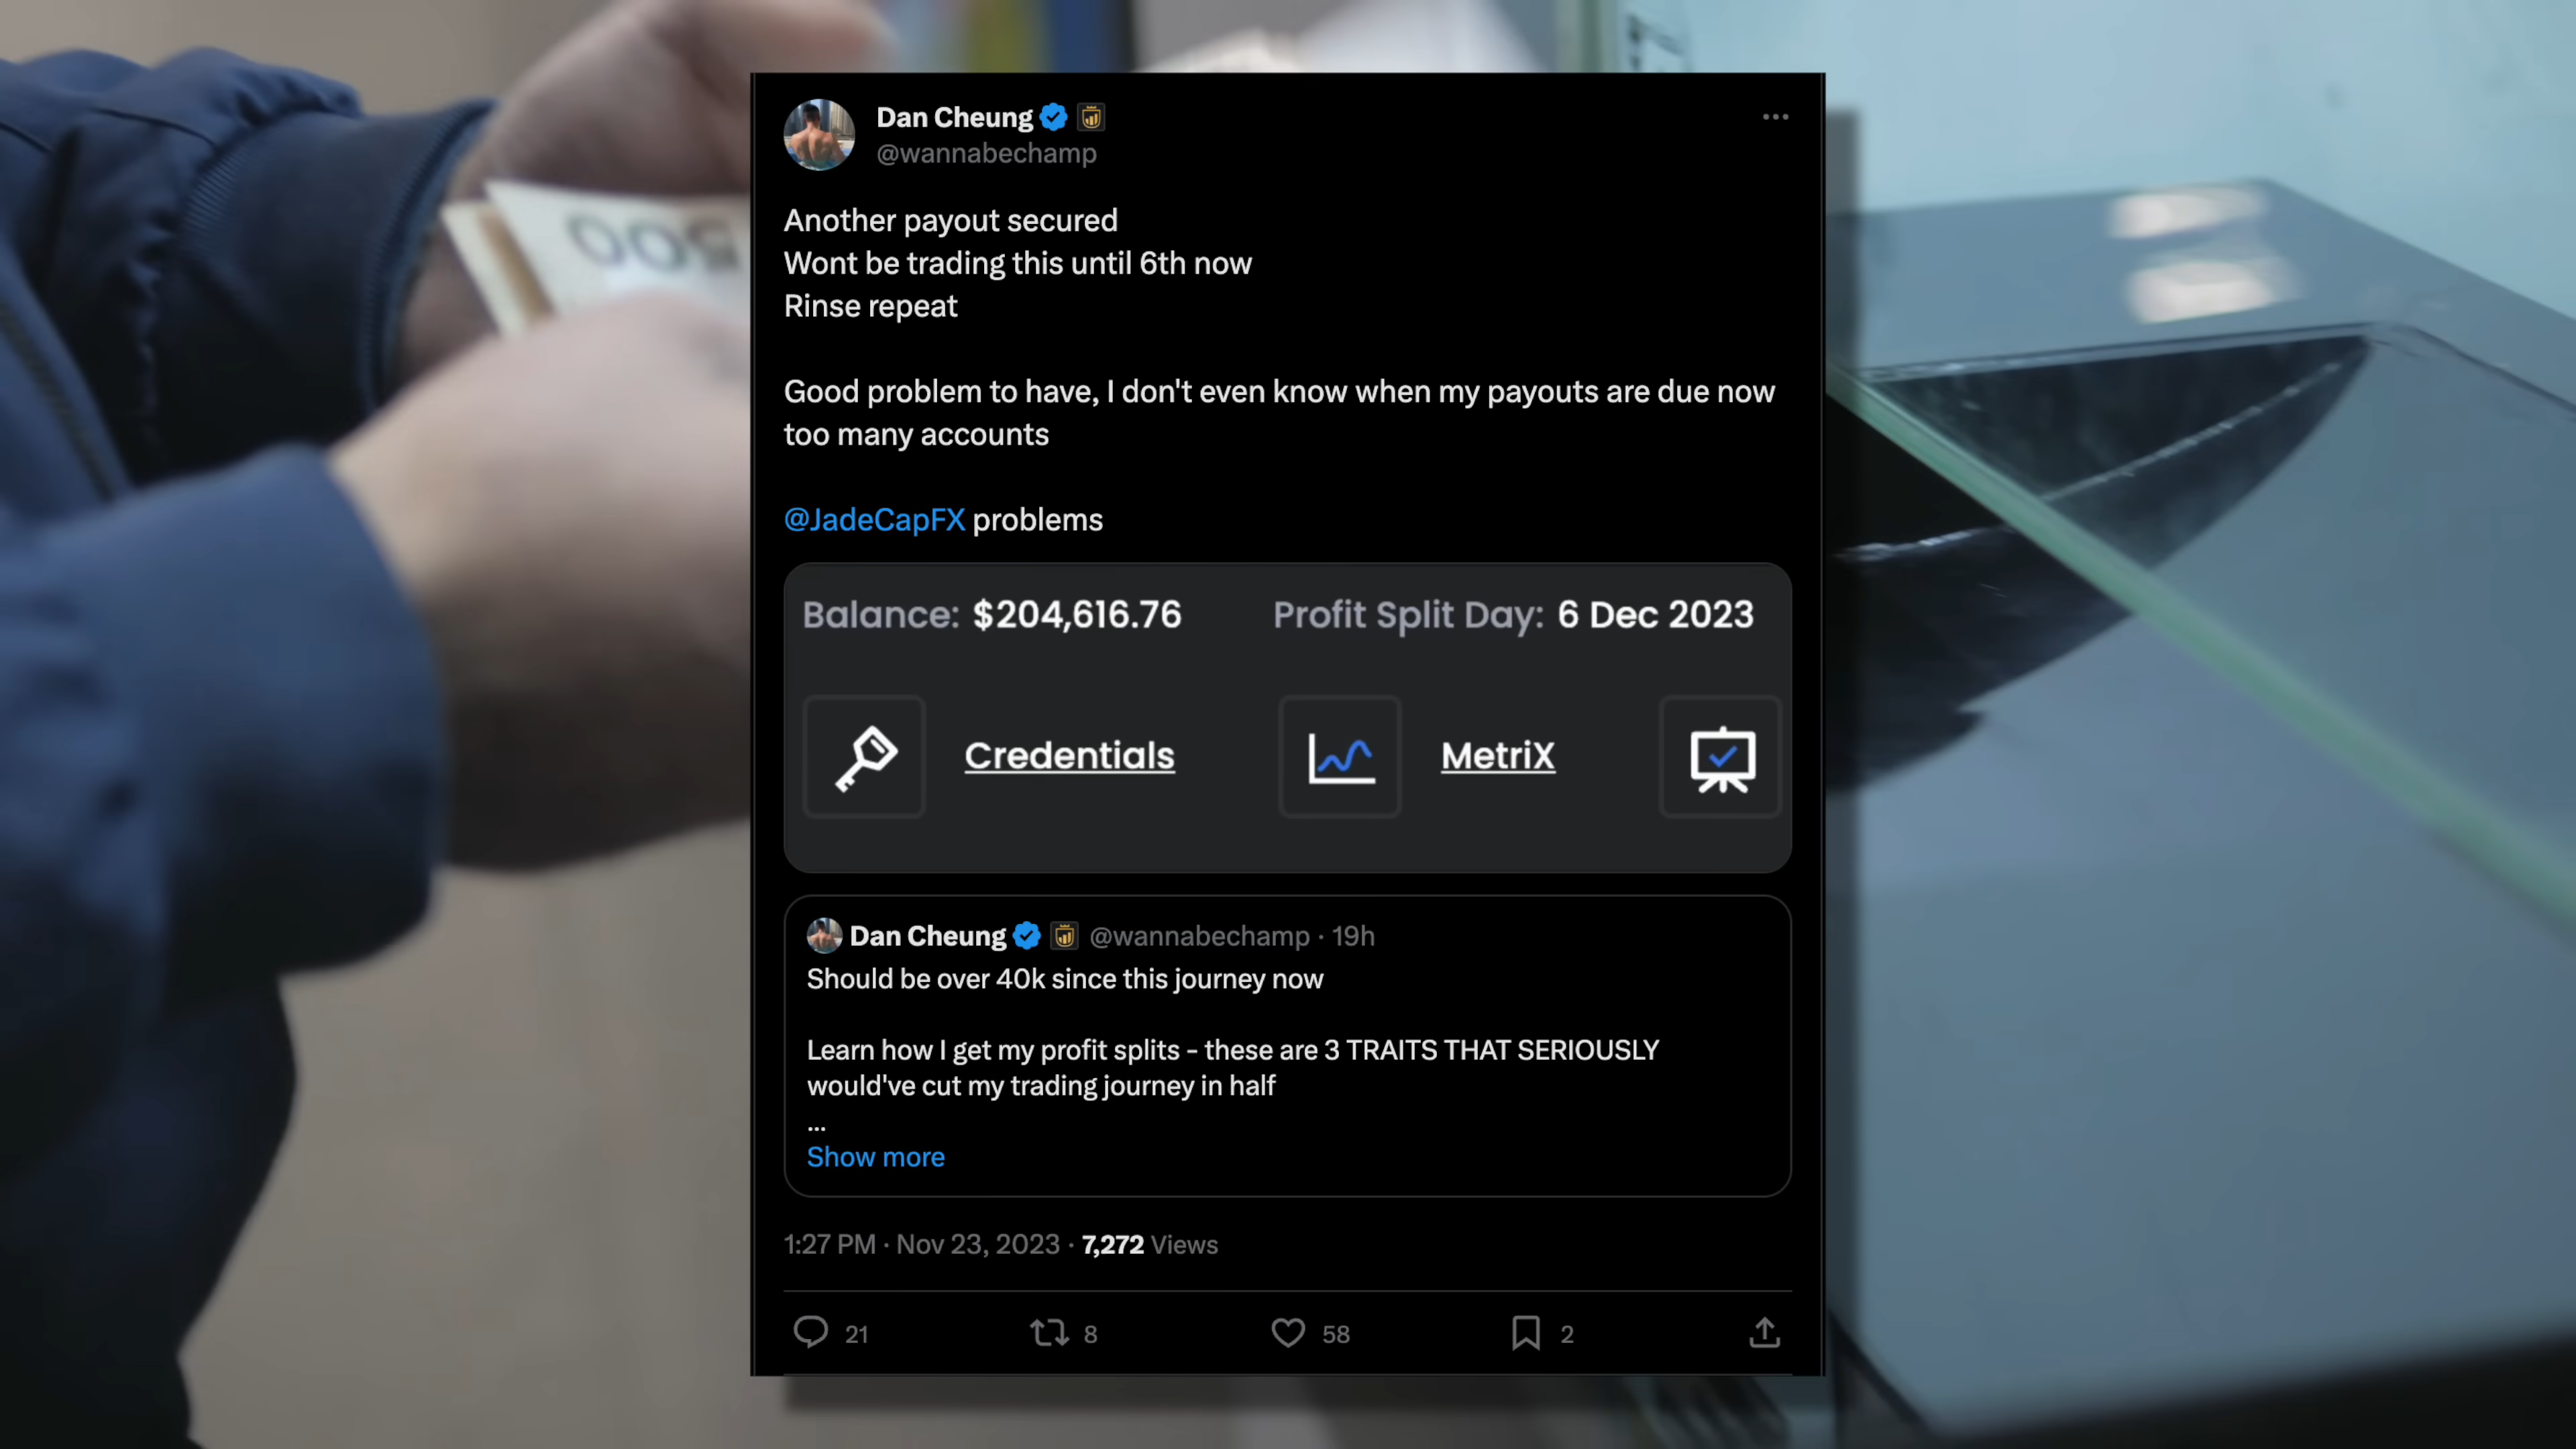 Dan Cheung
@wannabechamp
Another payout secured
Wont be trading this until 6th now
Rinse repeat
Good problem to have, I don't even know when my payouts are due now
too many accounts
@JadeCapFX problems
Balance: $204,616.76 Profit Split Day: 6 Dec 2023
Credentials MetriX
Dan Cheung @wannabechamp · 19h
Should be over 40k since this journey now
Learn how I get my profit splits - these are 3 TRAITS THAT SERIOUSLY
would've cut my trading journey in half
...
Show more
1:27 PM · Nov 23, 2023 · 7,272 Views
21 8 58 2
500